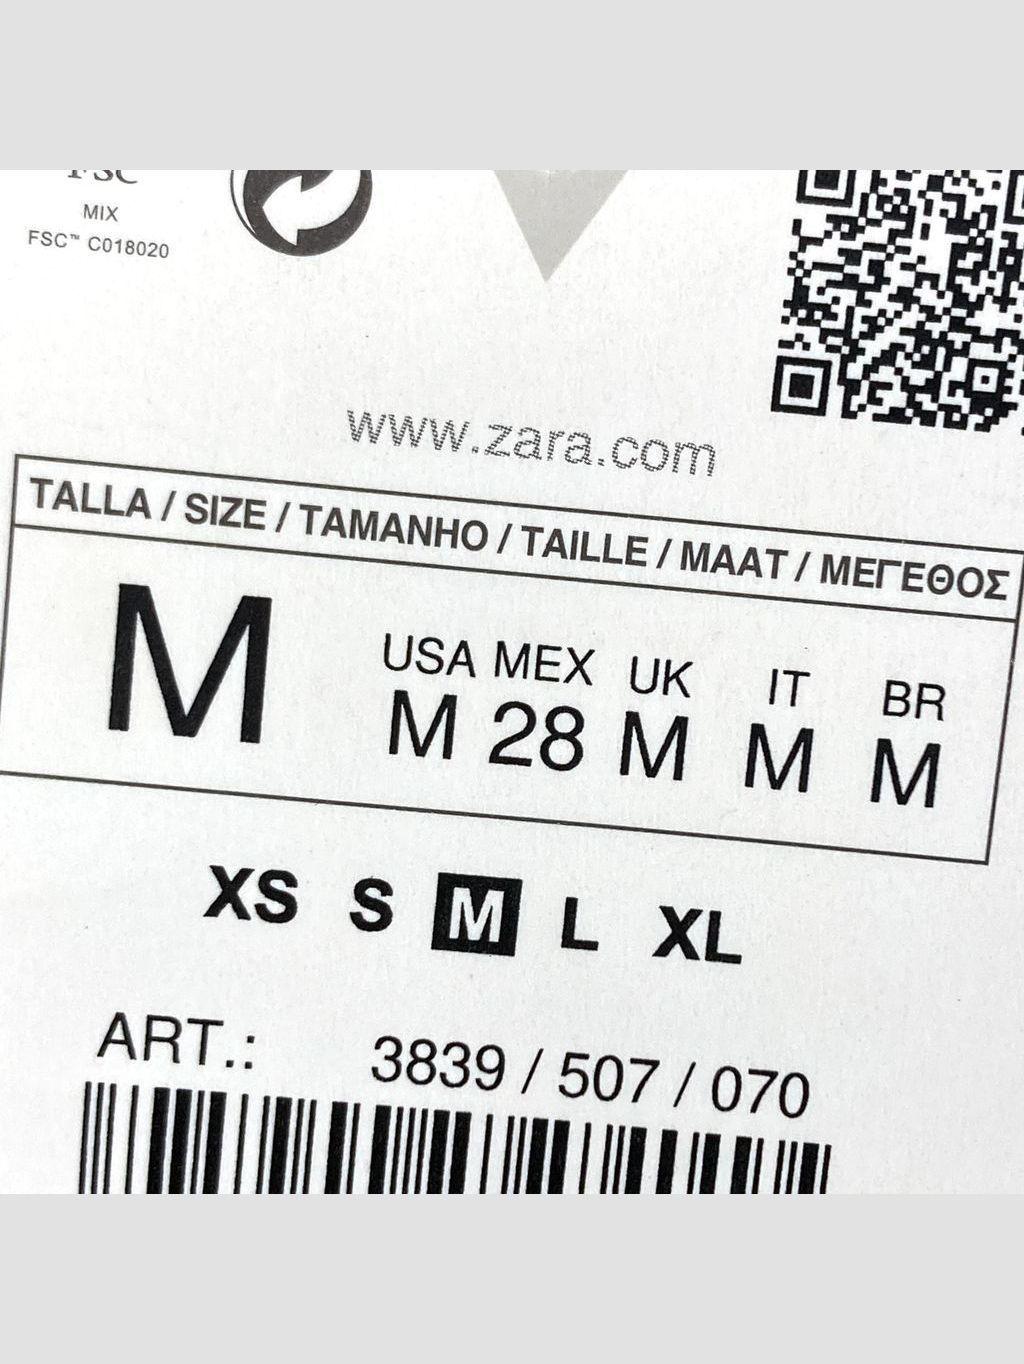 FSC
MIX
FSC™ C018020
www.zara.com
TALLA / SIZE / TAMANHO / TAILLE / MAAT / ΜΕΓΕΘΟΣ
M
USA MEX UK IT BR
M 28 M M M
XS S M L XL
ART.: 3839 / 507 / 070